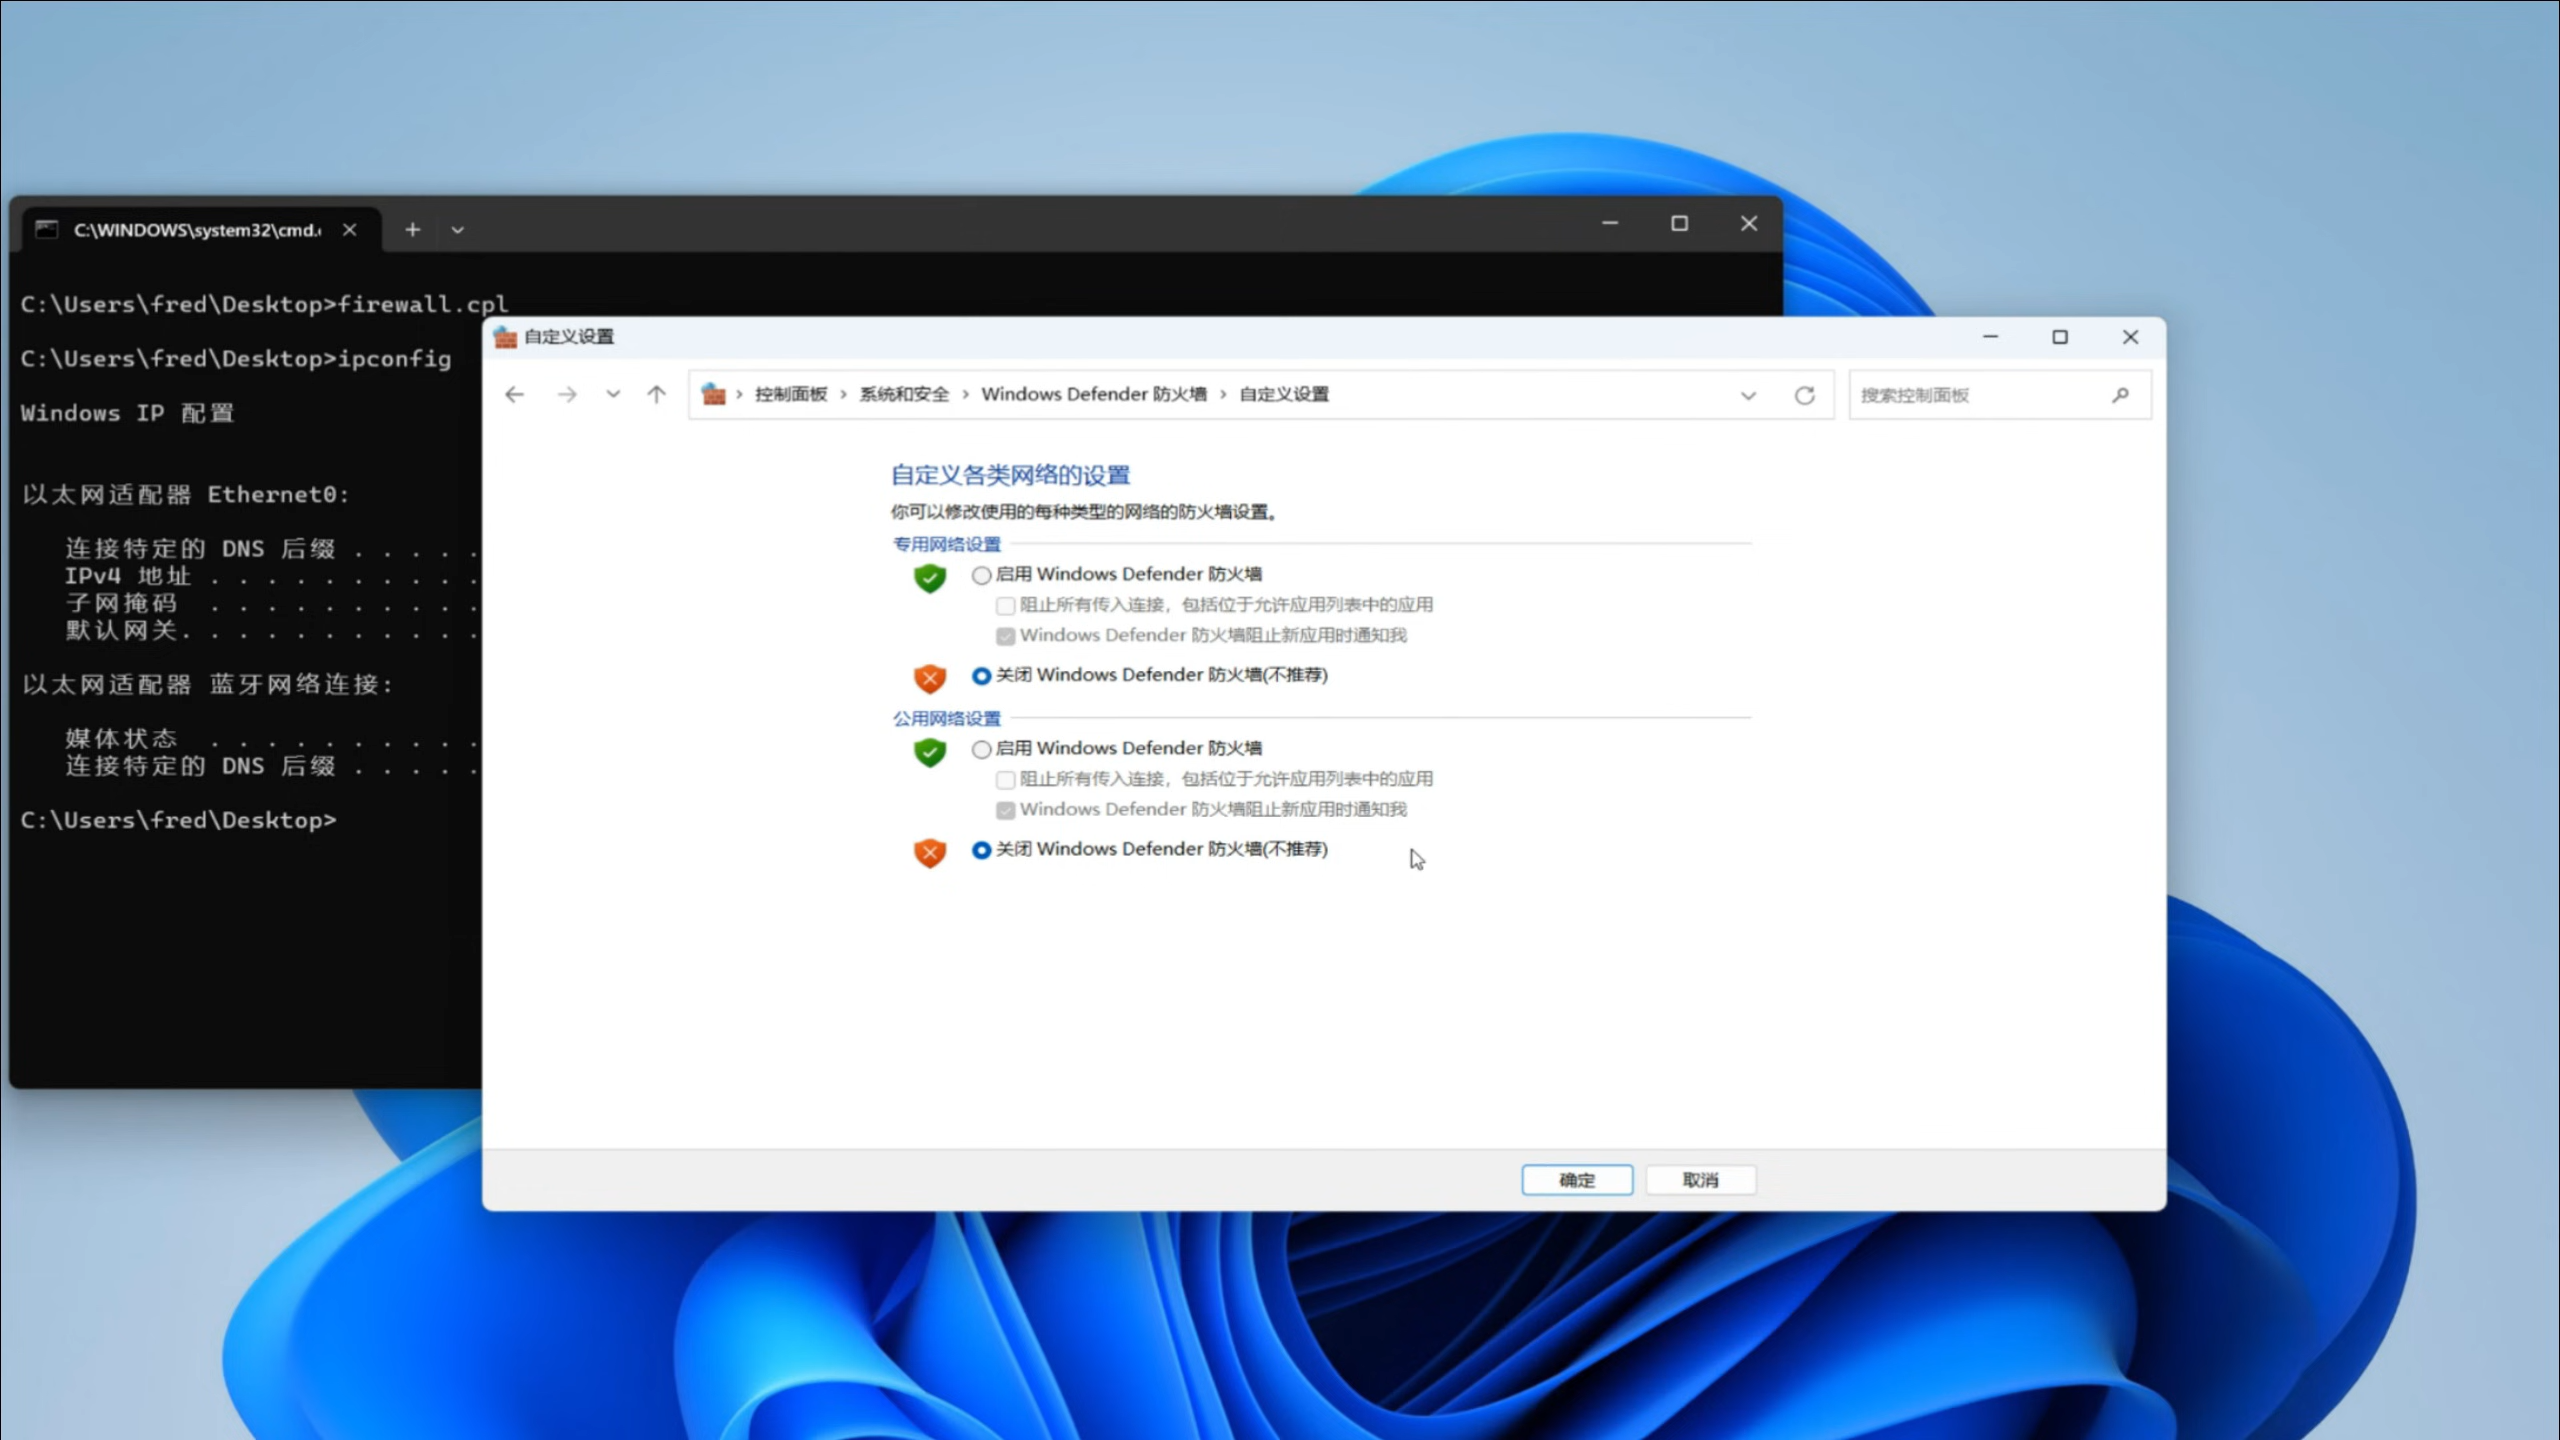 C:\WINDOWS\system32\cmd.
C:\Users\fred\Desktop>firewall.cpl
C:\Users\fred\Desktop>ipconfig
Windows IP 配置
以太网适配器 Ethernet0:
连接特定的 DNS 后缀 . . . . .
IPv4 地址 . . . . . . . . . .
子网掩码 . . . . . . . . . .
默认网关. . . . . . . . . . .
以太网适配器 蓝牙网络连接:
媒体状态 . . . . . . . . . .
连接特定的 DNS 后缀 . . . . .
C:\Users\fred\Desktop>
自定义设置
控制面板 › 系统和安全 › Windows Defender 防火墙 › 自定义设置
搜索控制面板
自定义各类网络的设置
你可以修改使用的每种类型的网络的防火墙设置。
专用网络设置
启用 Windows Defender 防火墙
阻止所有传入连接，包括位于允许应用列表中的应用
Windows Defender 防火墙阻止新应用时通知我
关闭 Windows Defender 防火墙(不推荐)
公用网络设置
启用 Windows Defender 防火墙
阻止所有传入连接，包括位于允许应用列表中的应用
Windows Defender 防火墙阻止新应用时通知我
关闭 Windows Defender 防火墙(不推荐)
确定
取消